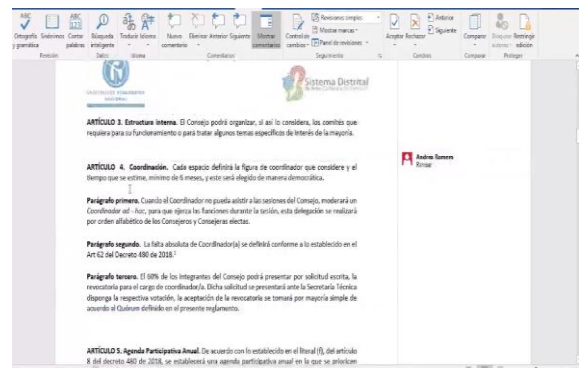 Ortografía Sinónimos Contar Búsqueda Traducir Idioma Nuevo Eliminar Anterior Siguiente Mostrar Control de Revisiones simples Aceptar Rechazar Anterior Comparar Bloquear Restringir
y gramática palabras inteligente comentario comentarios cambios Mostrar marcas Siguiente autores edición
Panel de revisiones
Revisión Datos Idioma Comentarios Seguimiento Cambios Comparar Proteger
Sistema Distrital
ARTÍCULO 3. Estructura interna. El Consejo podrá organizar, si así lo considera, los comités que
requiera para su funcionamiento o para tratar algunos temas específicos de interés de la mayoría.
ARTÍCULO 4. Coordinación. Cada espacio definirá la figura de coordinador que considere y el
tiempo que se estime, mínimo de 6 meses, y este será elegido de manera democrática.
Andrea Romero
Parágrafo primero. Cuando el Coordinador no pueda asistir a las sesiones del Consejo, moderará un
Coordinador ad - hoc, para que ejerza las funciones durante la sesión, esta delegación se realizará
por orden alfabético de los Consejeros y Consejeras electas.
Parágrafo segundo. La falta absoluta de Coordinador(a) se definirá conforme a lo establecido en el
Art 62 del Decreto 480 de 2018.
Parágrafo tercero. El 60% de los integrantes del Consejo podrá presentar por solicitud escrita, la
revocatoria para el cargo de coordinador/a. Dicha solicitud se presentará ante la Secretaría Técnica
disponga la respectiva votación, la aceptación de la revocatoria se tomará por mayoría simple de
acuerdo al Quórum definido en el presente reglamento.
ARTÍCULO 5. Agenda Participativa Anual. De acuerdo con lo establecido en el literal (f), del artículo
8 del decreto 480 de 2018, se establecerá una agenda participativa anual en la que se prioricen